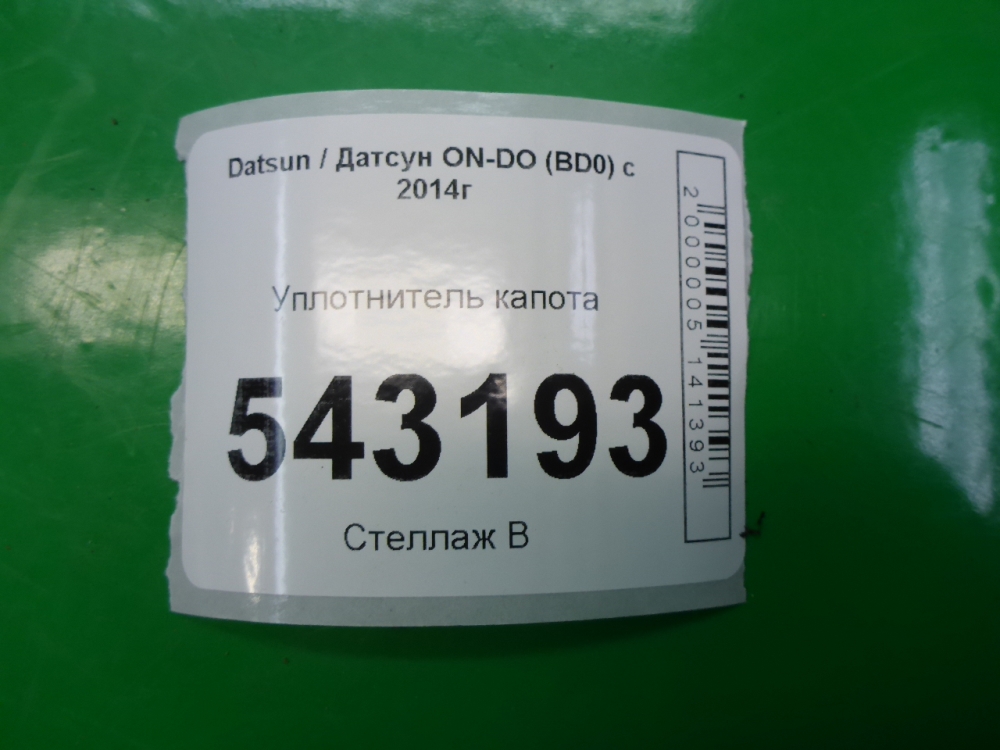 Datsun / Датсун ON-DO (BD0) с
2014г
Уплотнитель капота
543193
Стеллаж В
2000005141393